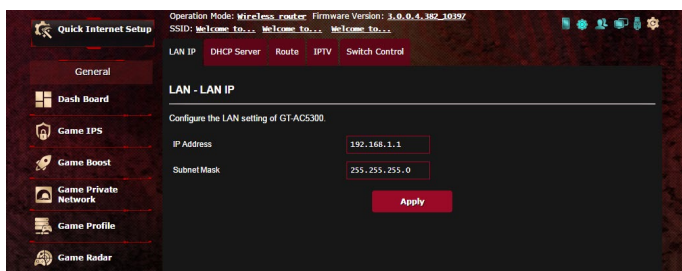 Quick Internet Setup
General
Dash Board
Game IPS
Game Boost
Game Private
Network
Game Profile
Game Radar
Operation Mode: Wireless router Firmware Version: 3.0.0.4.382_10397
SSID: Welcome to... Welcome to... Welcome to...
LAN IP DHCP Server Route IPTV Switch Control
LAN - LAN IP
Configure the LAN setting of GT-AC5300.
IP Address 192.168.1.1
Subnet Mask 255.255.255.0
Apply